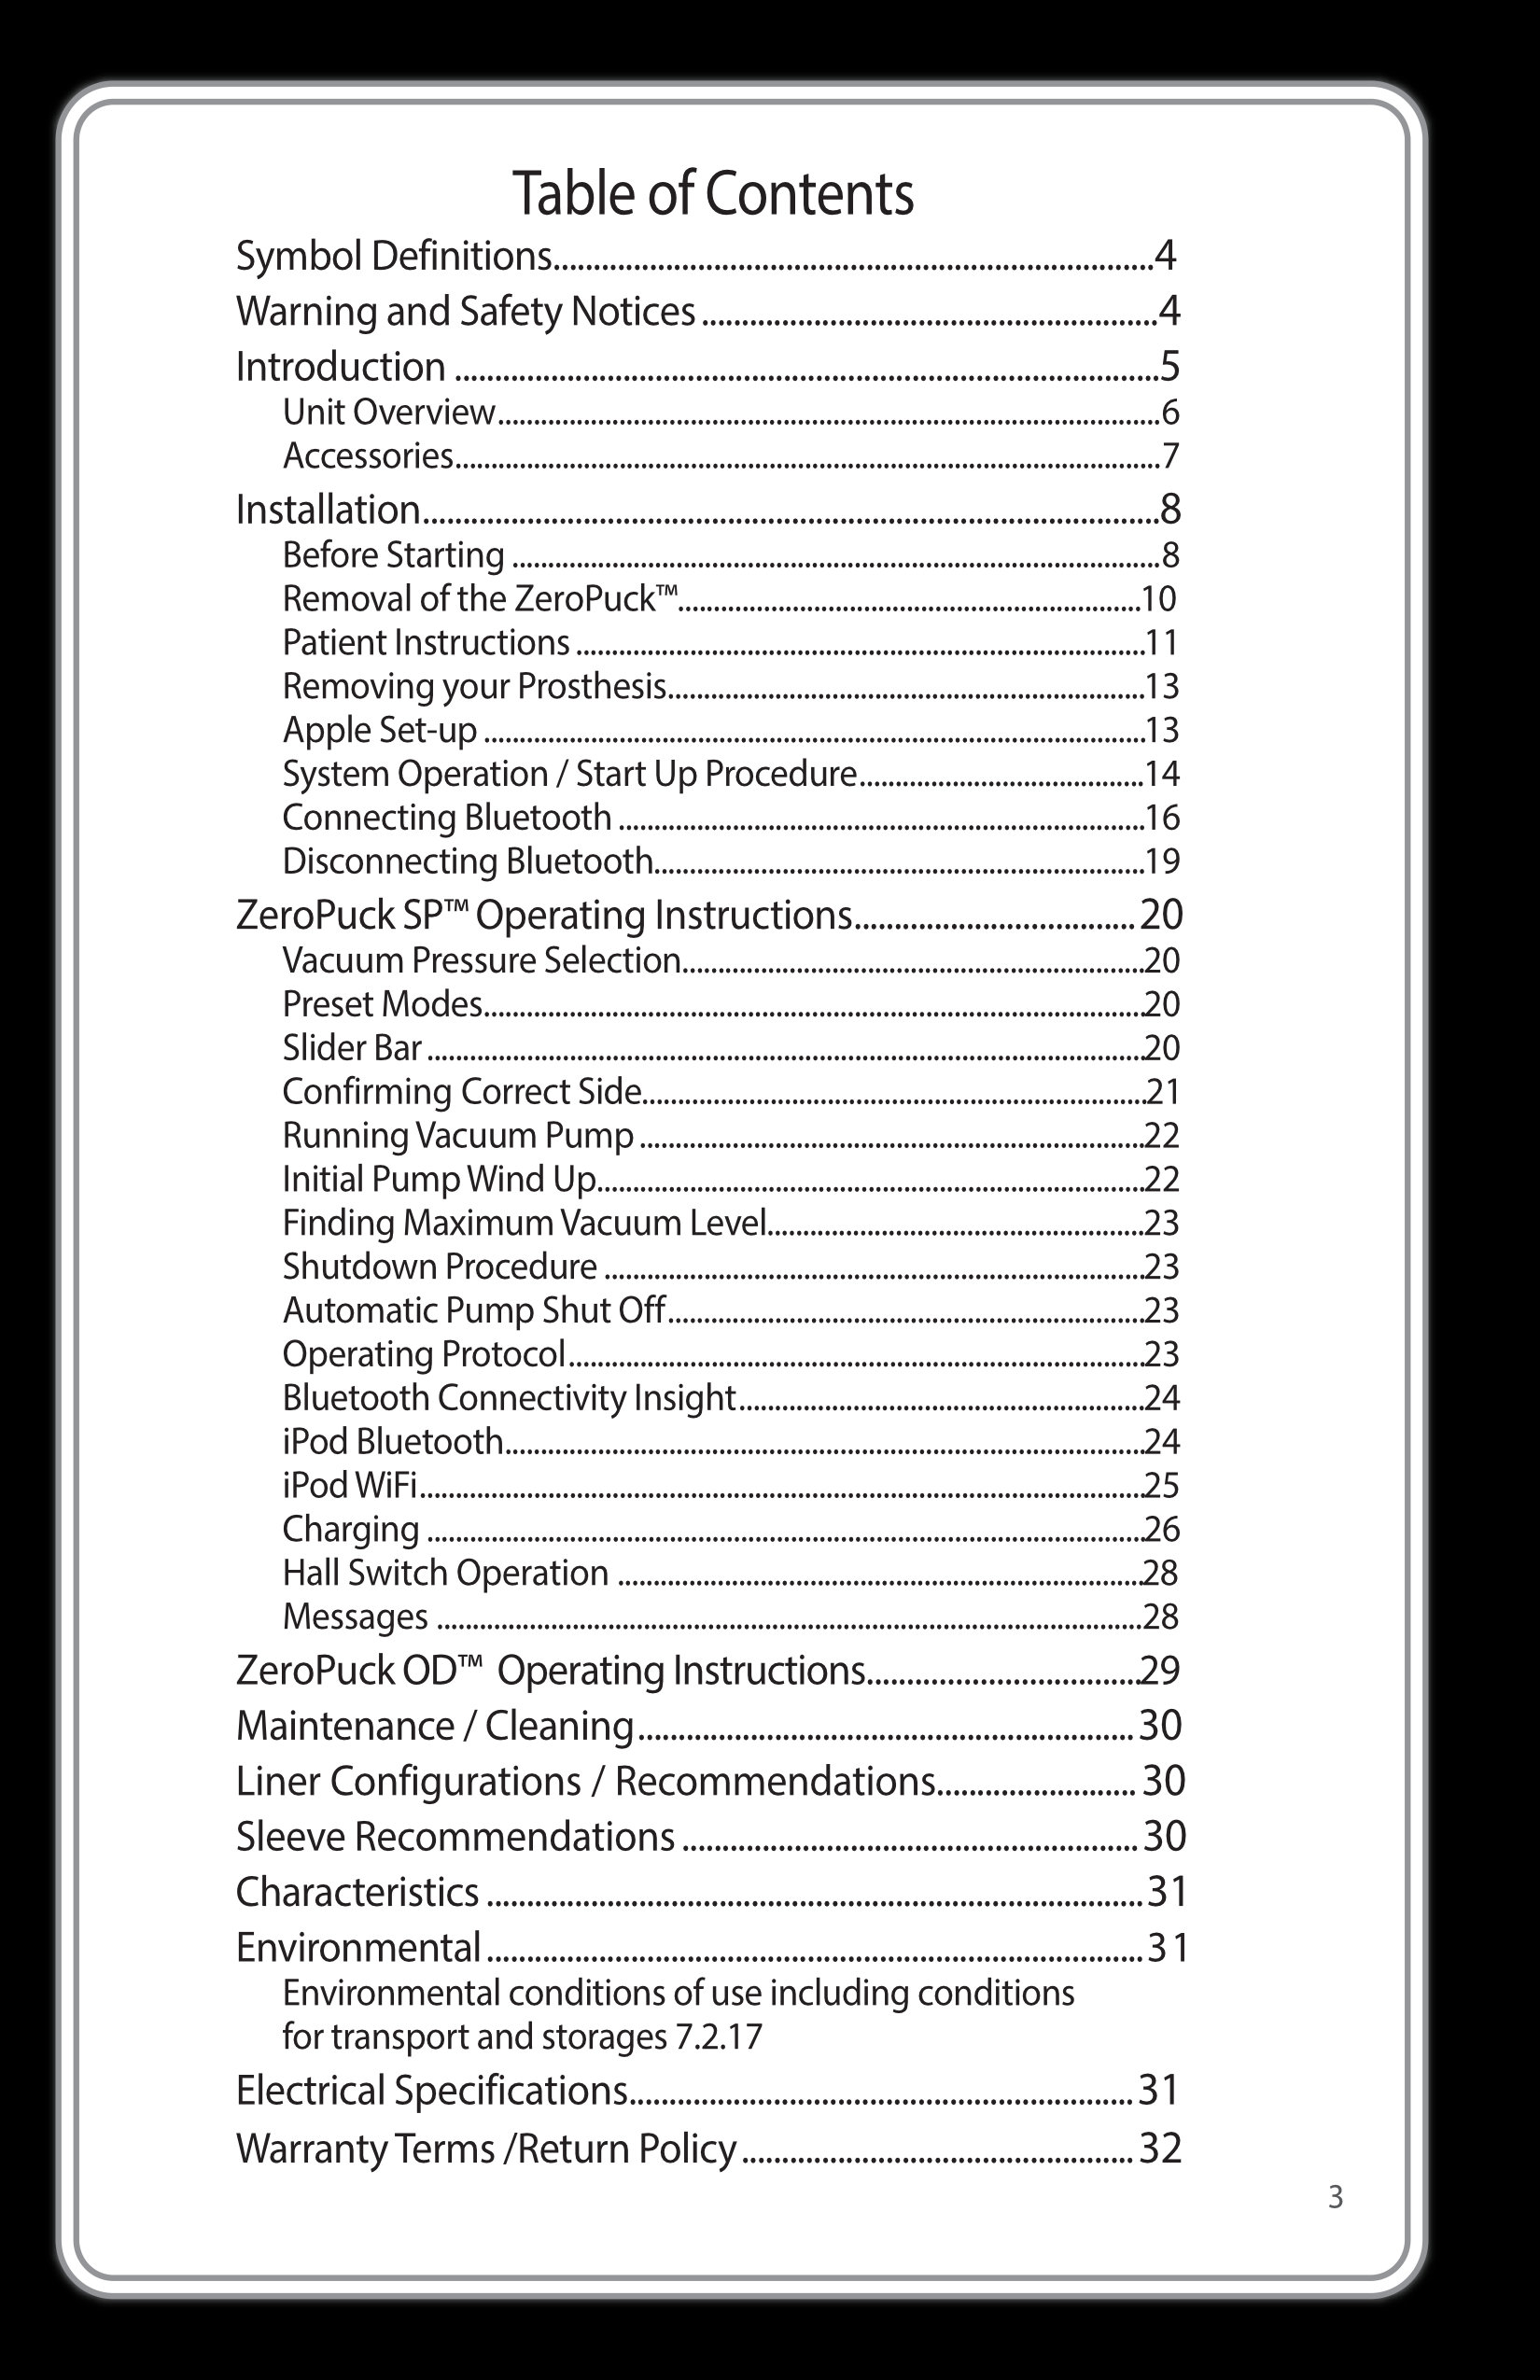 Table of Contents
Symbol Definitions...........................................................................4
Warning and Safety Notices .........................................................4
Introduction ........................................................................................5
Unit Overview............................................................................................6
Accessories..................................................................................................7
Installation............................................................................................8
Before Starting ..........................................................................................8
Removal of the ZeroPuck™................................................................10
Patient Instructions ...............................................................................11
Removing your Prosthesis..................................................................13
Apple Set-up ............................................................................................13
System Operation / Start Up Procedure.......................................14
Connecting Bluetooth .........................................................................16
Disconnecting Bluetooth....................................................................19
ZeroPuck SP™ Operating Instructions................................... 20
Vacuum Pressure Selection................................................................20
Preset Modes............................................................................................20
Slider Bar ....................................................................................................20
Confirming Correct Side......................................................................21
Running Vacuum Pump ......................................................................22
Initial Pump Wind Up............................................................................22
Finding Maximum Vacuum Level....................................................23
Shutdown Procedure ...........................................................................23
Automatic Pump Shut Off..................................................................23
Operating Protocol................................................................................23
Bluetooth Connectivity Insight........................................................24
iPod Bluetooth.........................................................................................24
iPod WiFi.....................................................................................................25
Charging ....................................................................................................26
Hall Switch Operation .........................................................................28
Messages ..................................................................................................28
ZeroPuck OD™ Operating Instructions..................................29
Maintenance / Cleaning.............................................................. 30
Liner Configurations / Recommendations......................... 30
Sleeve Recommendations ......................................................... 30
Characteristics .................................................................................. 31
Environmental .................................................................................. 31
Environmental conditions of use including conditions
for transport and storages 7.2.17
Electrical Specifications............................................................... 31
Warranty Terms /Return Policy ................................................. 32
3